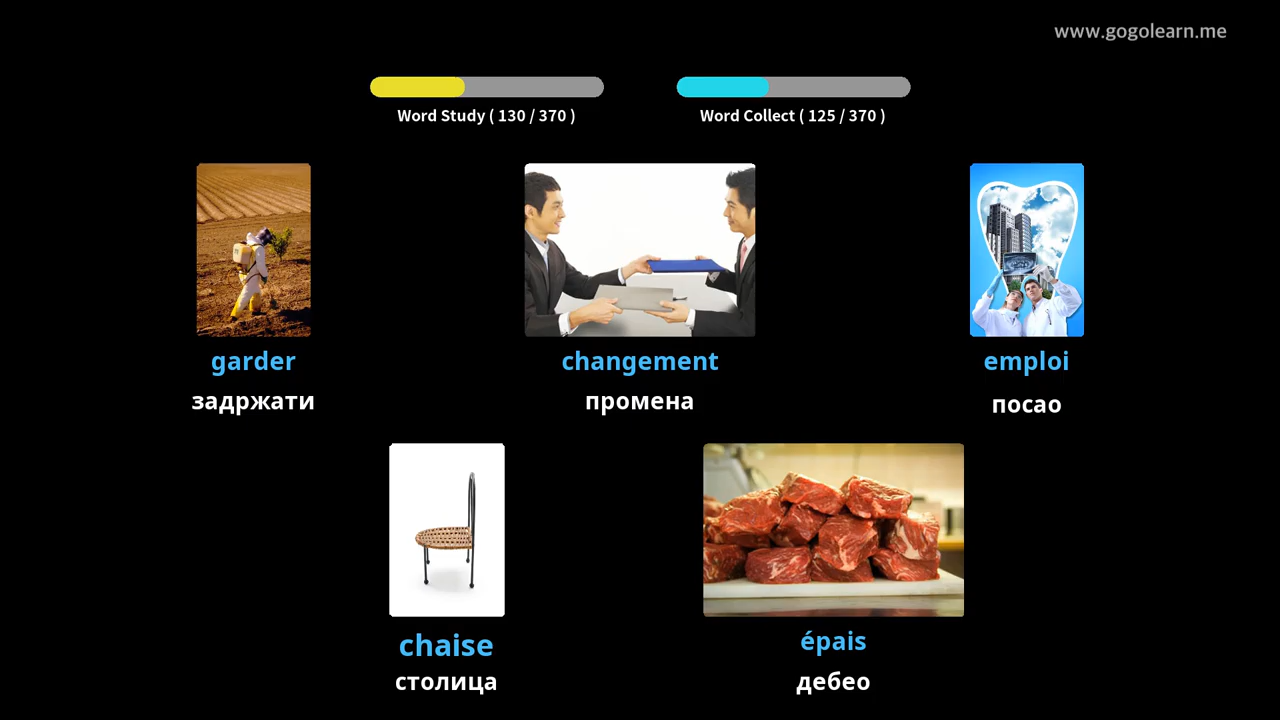 www.gogolearn.me
Word Study ( 130 / 370 )
Word Collect ( 125 / 370 )
garder
задржати
changement
промена
emploi
посао
chaise
столица
épais
дебео